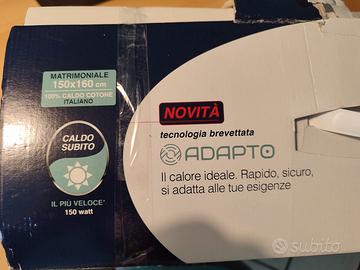 MATRIMONIALE
150x160 cm
100% CALDO COTONE
ITALIANO
CALDO
SUBITO
IL PIÙ VELOCE*
150 watt
NOVITÀ
tecnologia brevettata
ADAPTO
Il calore ideale. Rapido, sicuro,
si adatta alle tue esigenze
subito